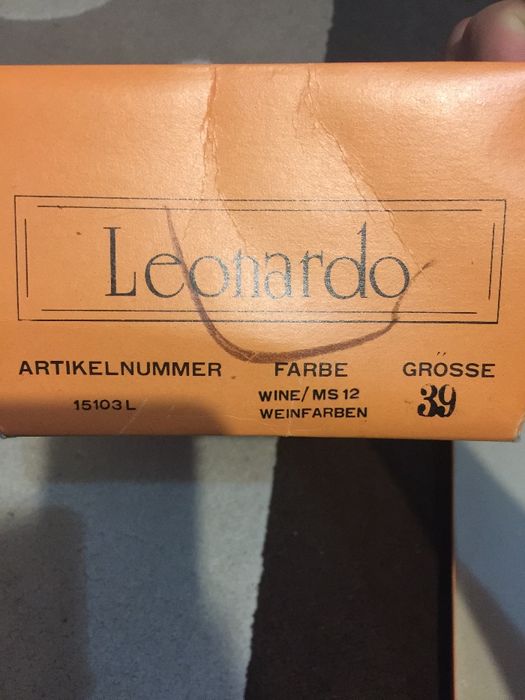 Leonardo
ARTIKELNUMMER FARBE GRÖSSE
15103 L WINE/MS 12 39
WEINFARBEN